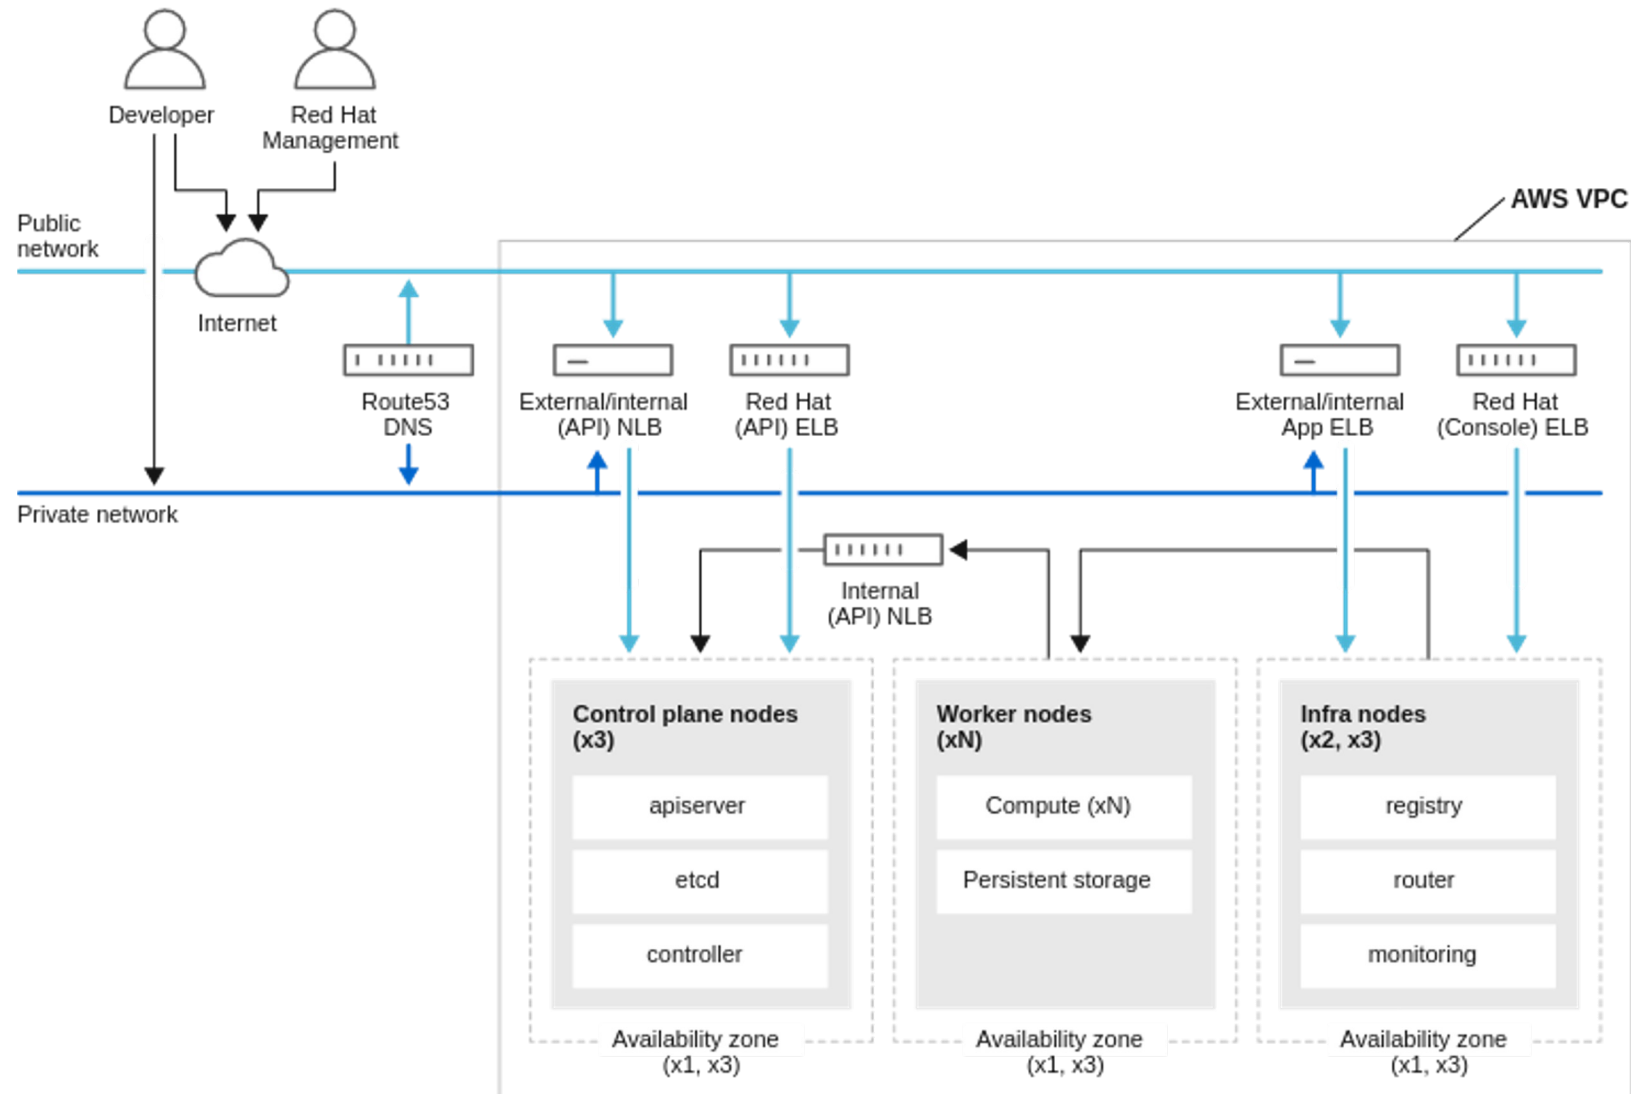 Developer
Red Hat
Management
Public
network
AWS VPC
Internet
Route53
DNS
External/internal
(API) NLB
Red Hat
(API) ELB
External/internal
App ELB
Red Hat
(Console) ELB
Private network
Internal
(API) NLB
Control plane nodes
(x3)
apiserver
etcd
controller
Availability zone
(x1, x3)
Worker nodes
(xN)
Compute (xN)
Persistent storage
Availability zone
(x1, x3)
Infra nodes
(x2, x3)
registry
router
monitoring
Availability zone
(x1, x3)